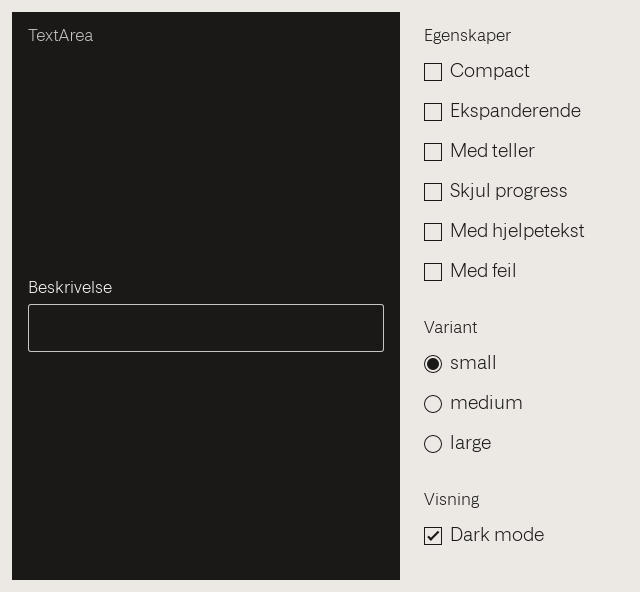 TextArea
Beskrivelse
Egenskaper
Compact
Ekspanderende
Med teller
Skjul progress
Med hjelpetekst
Med feil
Variant
small
medium
large
Visning
Dark mode